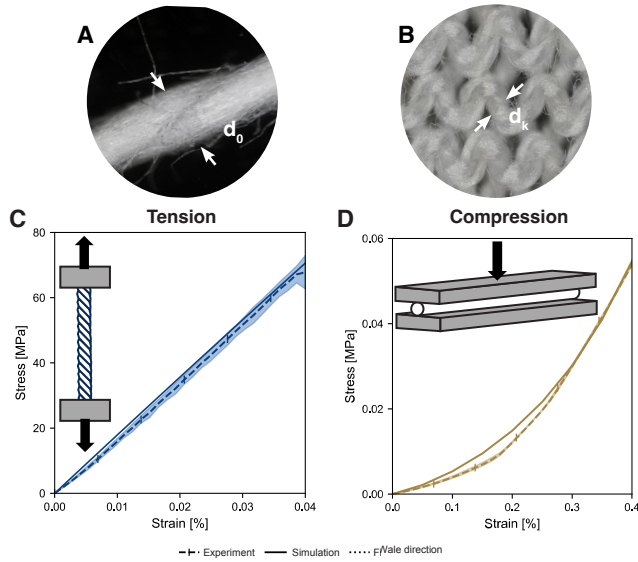 A
B
d0
dk
C
Tension
D
Compression
80
60
40
20
0
Stress [MPa]
0.00
0.01
0.02
0.03
0.04
Strain [%]
0.06
0.04
0.02
0.00
Stress [MPa]
0.0
0.1
0.2
0.3
0.4
Strain [%]
Experiment
Simulation
Wale direction